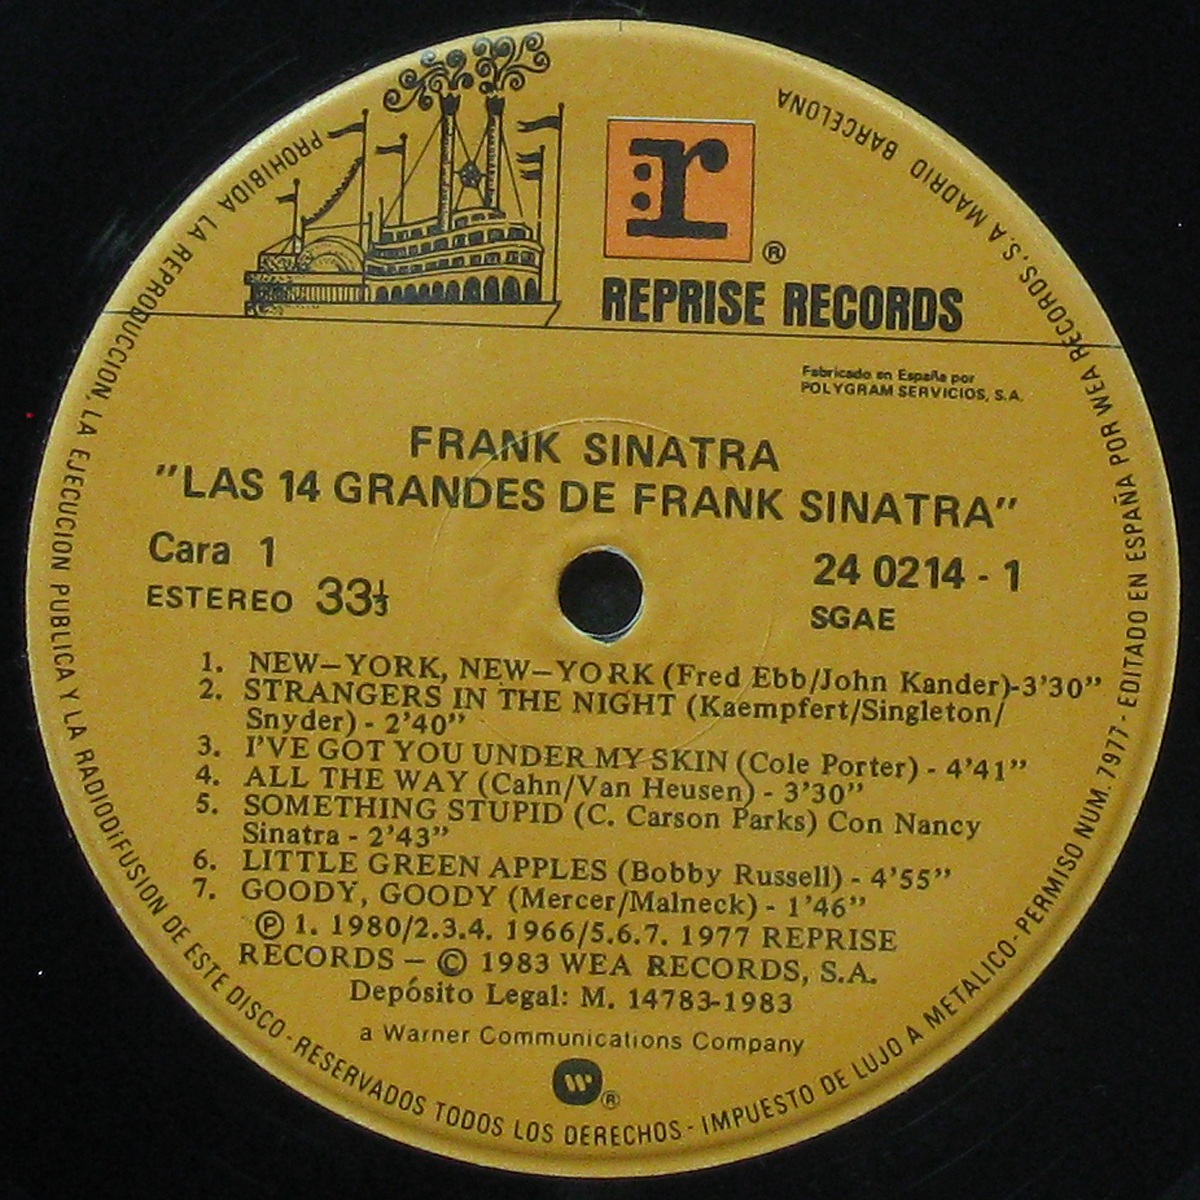 r
®
REPRISE RECORDS
Fabricado en España por
POLYGRAM SERVICIOS, S.A.
FRANK SINATRA
"LAS 14 GRANDES DE FRANK SINATRA"
Cara 1
24 0214 - 1
ESTEREO 33⅓
SGAE
1. NEW—YORK, NEW—YORK (Fred Ebb/John Kander)-3'30"
2. STRANGERS IN THE NIGHT (Kaempfert/Singleton/
Snyder) - 2'40"
3. I'VE GOT YOU UNDER MY SKIN (Cole Porter) - 4'41"
4. ALL THE WAY (Cahn/Van Heusen) - 3'30"
5. SOMETHING STUPID (C. Carson Parks) Con Nancy
Sinatra - 2'43"
6. LITTLE GREEN APPLES (Bobby Russell) - 4'55"
7. GOODY, GOODY (Mercer/Malneck) - 1'46"
℗ 1. 1980/2.3.4. 1966/5.6.7. 1977 REPRISE
RECORDS — © 1983 WEA RECORDS, S.A.
Depósito Legal: M. 14783-1983
a Warner Communications Company
w ®
PROHIBIDA LA REPRODUCCION, LA EJECUCION PUBLICA Y LA RADIODIFUSION DE ESTE DISCO - RESERVADOS TODOS LOS DERECHOS - IMPUESTO DE LUJO A METALICO - PERMISO NUM. 7977 - EDITADO EN ESPAÑA POR WEA RECORDS, S.A MADRID BARCELONA